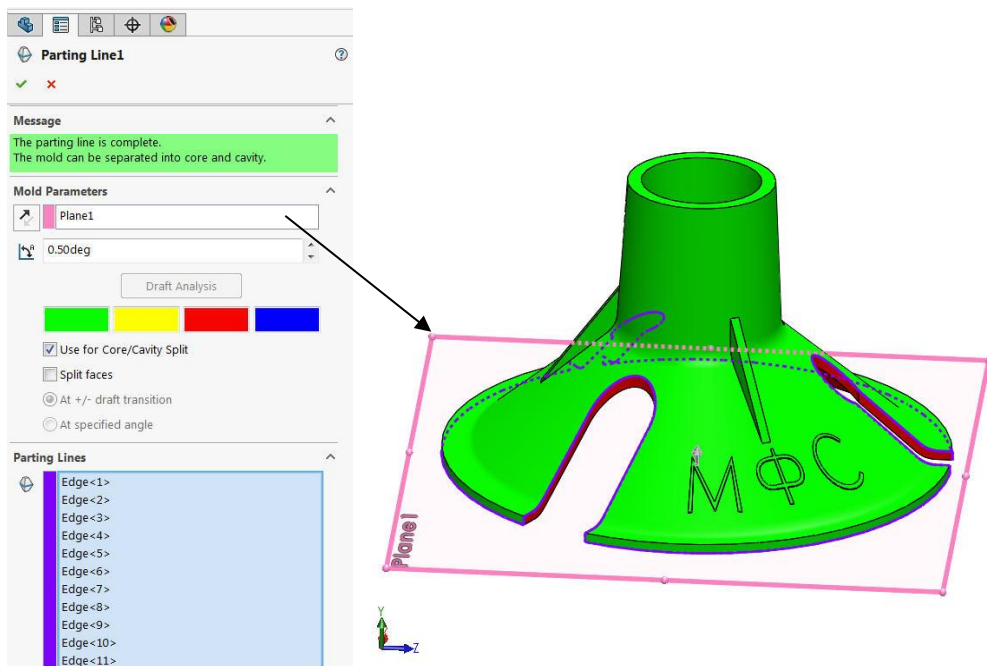 Parting Line1
Message
The parting line is complete.
The mold can be separated into core and cavity.
Mold Parameters
Plane1
0.50deg
Draft Analysis
Use for Core/Cavity Split
Split faces
At +/- draft transition
At specified angle
Parting Lines
Edge<1>
Edge<2>
Edge<3>
Edge<4>
Edge<5>
Edge<6>
Edge<7>
Edge<8>
Edge<9>
Edge<10>
Edge<11>
МФС
Plane1
Y
Z